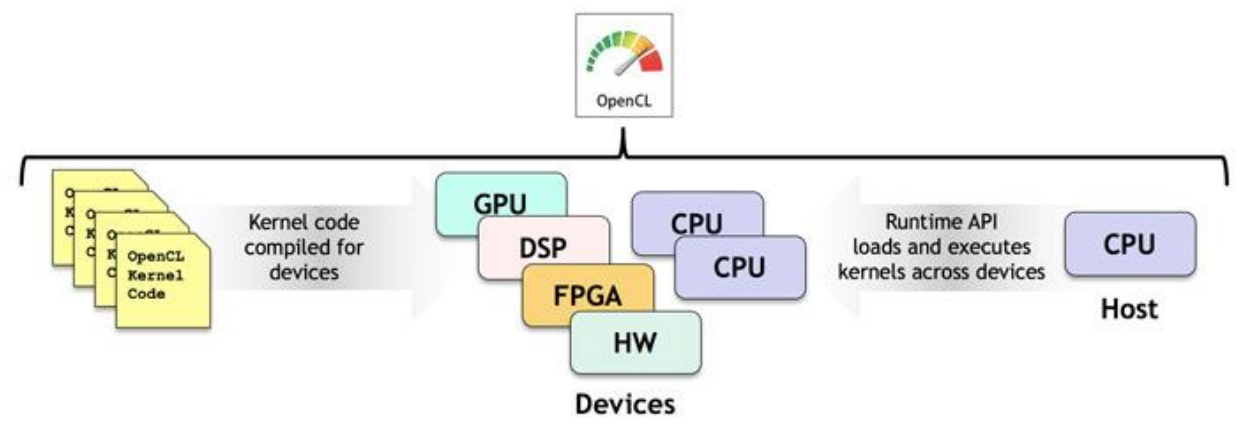 OpenCL
O
K
C
O
K
C
O
K
C
OpenCL
Kernel
Code
Kernel code
compiled for
devices
GPU
DSP
FPGA
HW
CPU
CPU
Devices
Runtime API
loads and executes
kernels across devices
CPU
Host